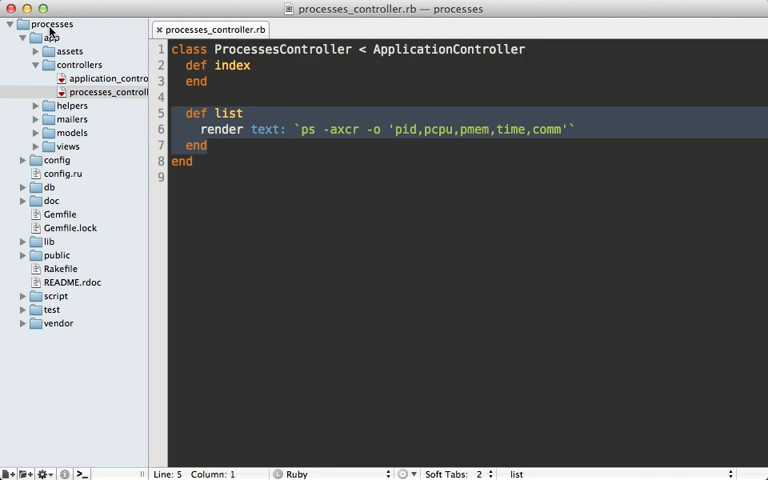 processes_controller.rb — processes
processes
app
assets
controllers
application_contro
processes_controll
helpers
mailers
models
views
config
config.ru
db
doc
Gemfile
Gemfile.lock
lib
public
Rakefile
README.rdoc
script
test
vendor
processes_controller.rb
1 class ProcessesController < ApplicationController
2   def index
3   end
4
5   def list
6     render text: `ps -axcr -o 'pid,pcpu,pmem,time,comm'`
7   end
8 end
9
Line: 5 Column: 1 Ruby Soft Tabs: 2 list